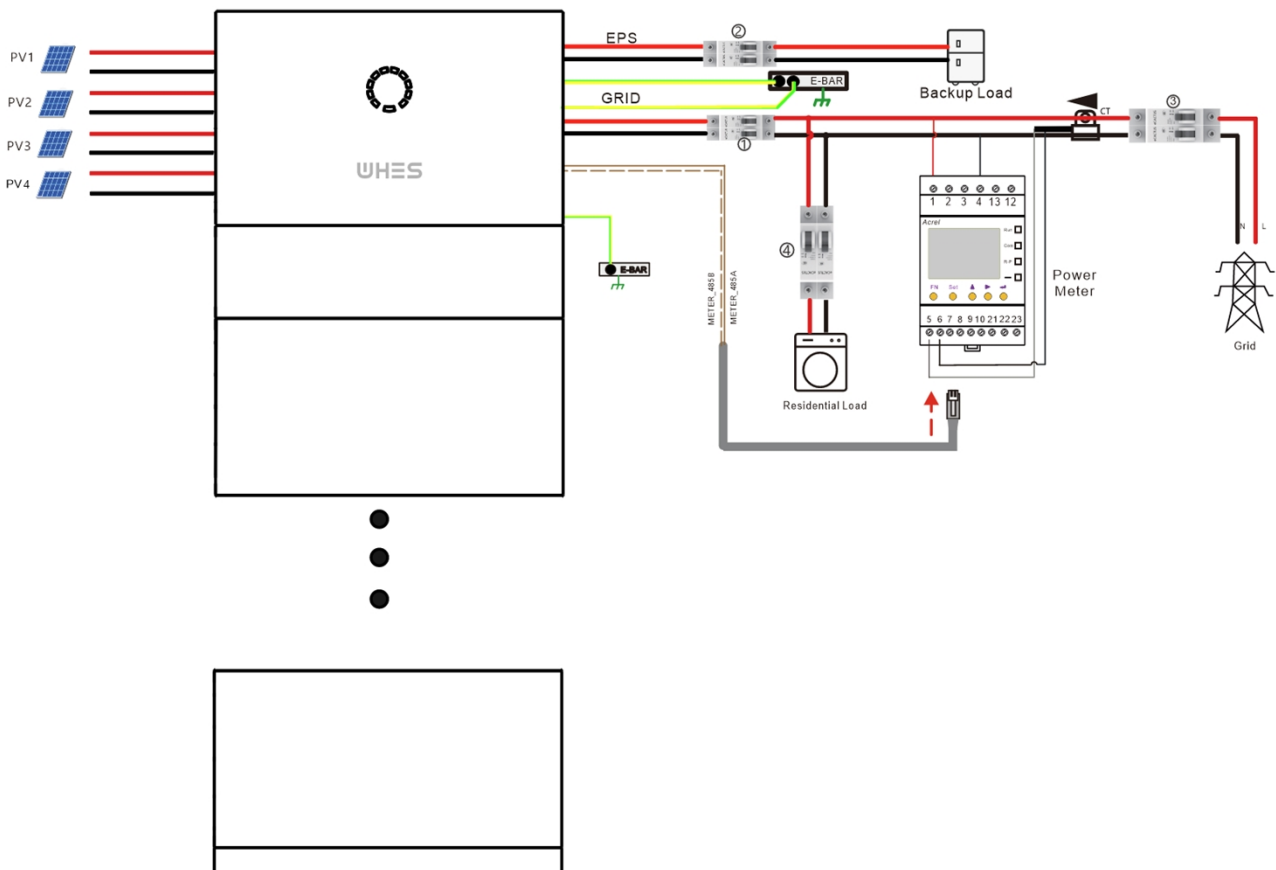 PV1
PV2
PV3
PV4
WHES
EPS
②
E-BAR
GRID
Backup Load
①
CT
③
④
E-BAR
METER_485B
METER_485A
1 2 3 4 13 12
Acrel
Power
Meter
5 6 7 8 9 10 21 22 23
N
L
Grid
Residential Load